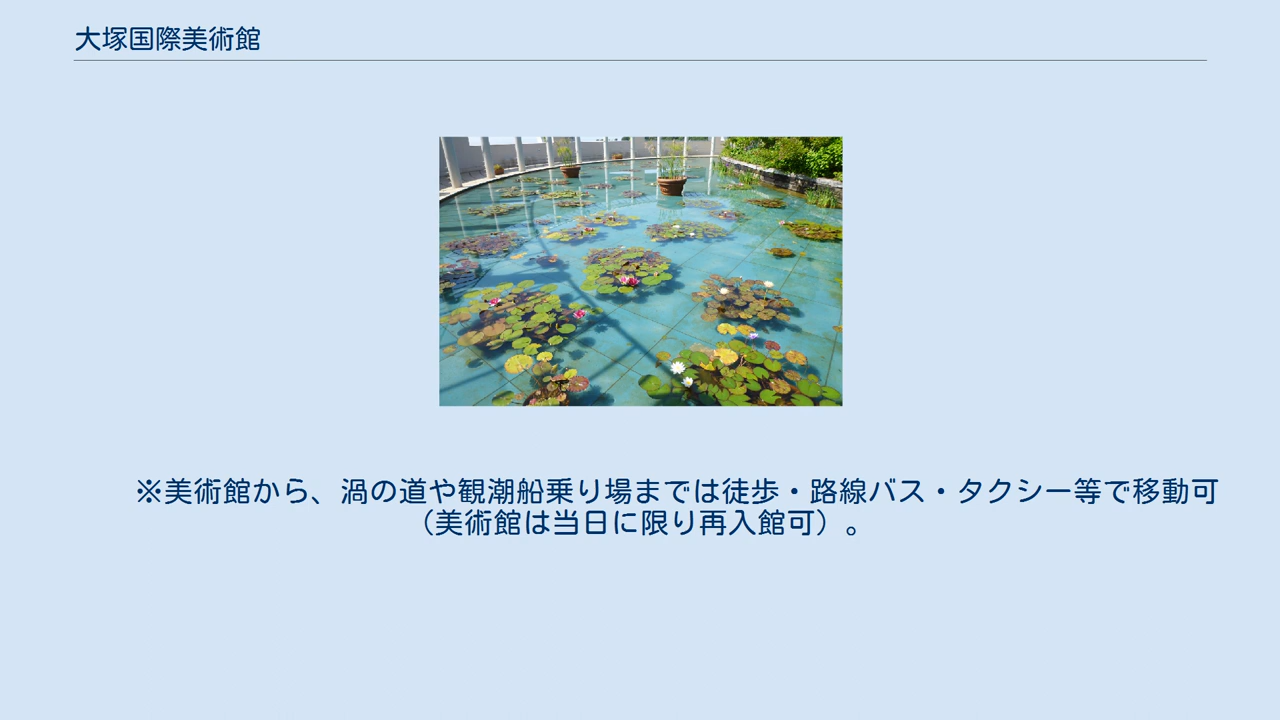 大塚国際美術館
※美術館から、渦の道や観潮船乗り場までは徒歩・路線バス・タクシー等で移動可
（美術館は当日に限り再入館可）。